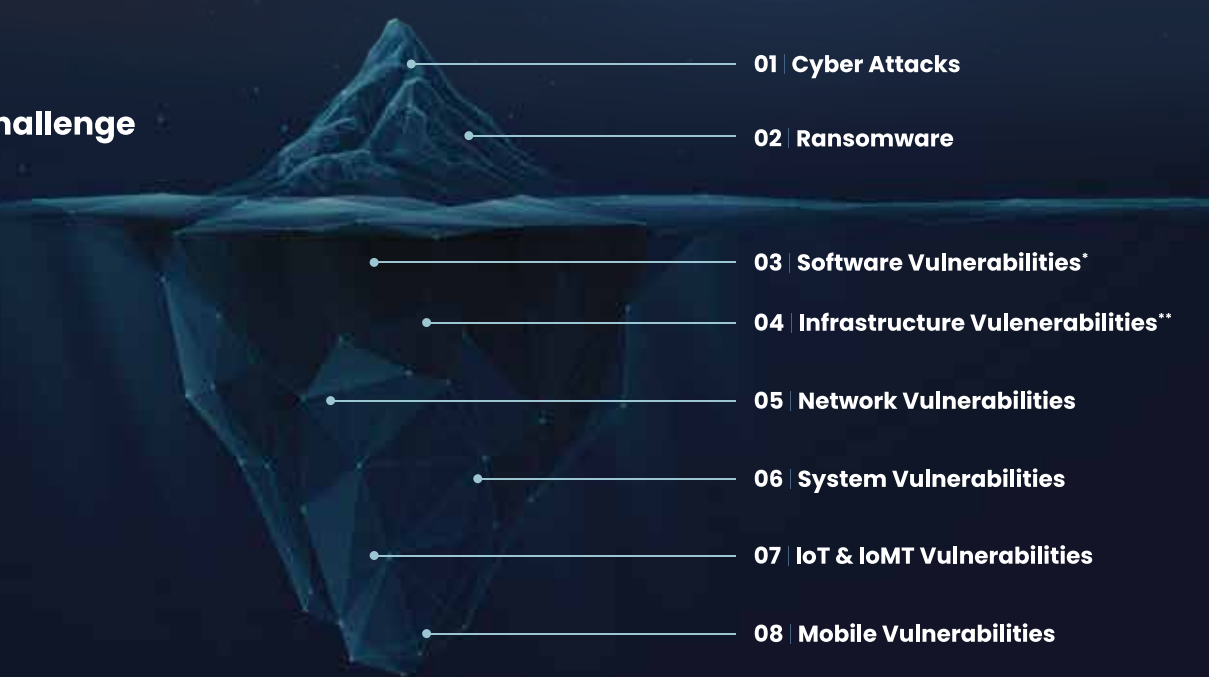 hallenge
01 | Cyber Attacks
02 | Ransomware
03 | Software Vulnerabilities*
04 | Infrastructure Vulenerabilities**
05 | Network Vulnerabilities
06 | System Vulnerabilities
07 | IoT & IoMT Vulnerabilities
08 | Mobile Vulnerabilities